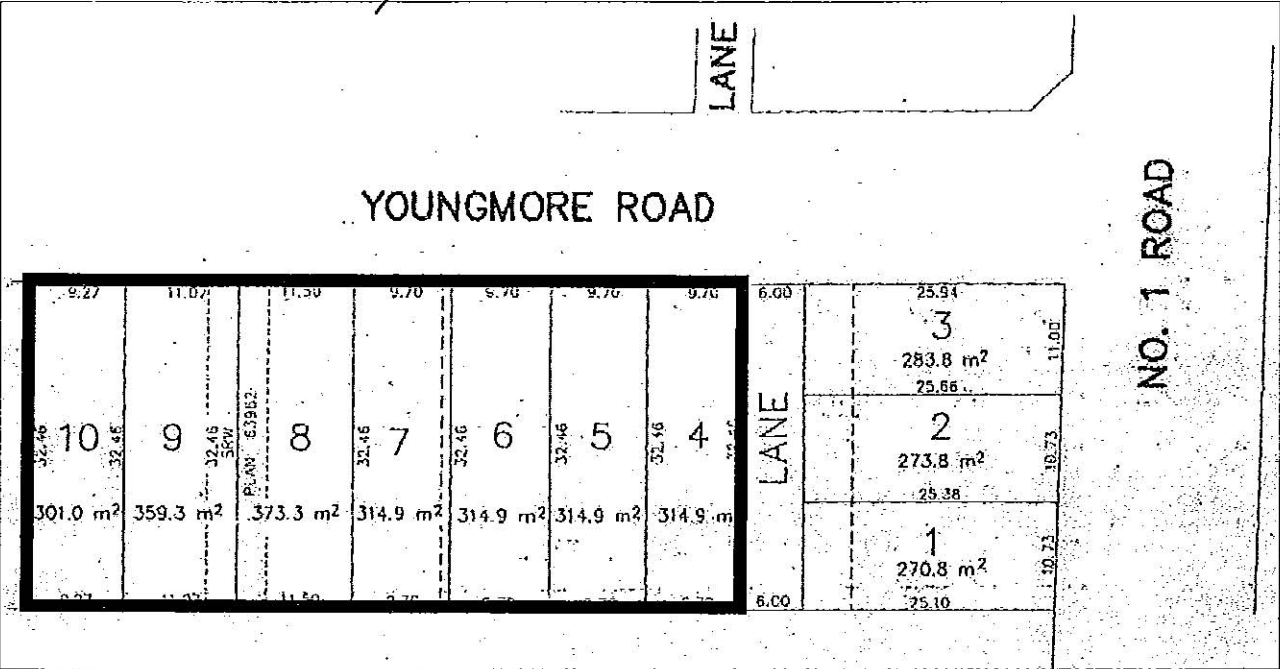 LANE
YOUNGMORE ROAD
NO. 1 ROAD
9.27 11.07 11.50 9.70 9.70 9.70 9.70 6.00 25.94
3
11.00
283.8 m²
25.66
10 9 8 7 6 5 4
32.46 32.46 32.46 32.46 32.46 32.46 32.46
SRW
PLAN 63962
LANE
2
10.73
273.8 m²
25.38
301.0 m² 359.3 m² 373.3 m² 314.9 m² 314.9 m² 314.9 m² 314.9 m
1
10.73
270.8 m²
11.50 6.00 25.10